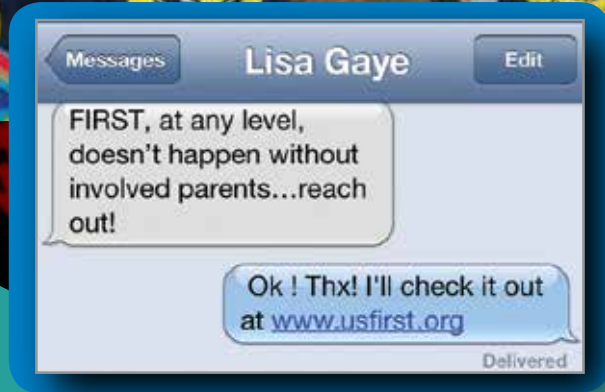 Messages Lisa Gaye Edit
FIRST, at any level,
doesn't happen without
involved parents...reach
out!
Ok ! Thx! I'll check it out
at www.usfirst.org
Delivered